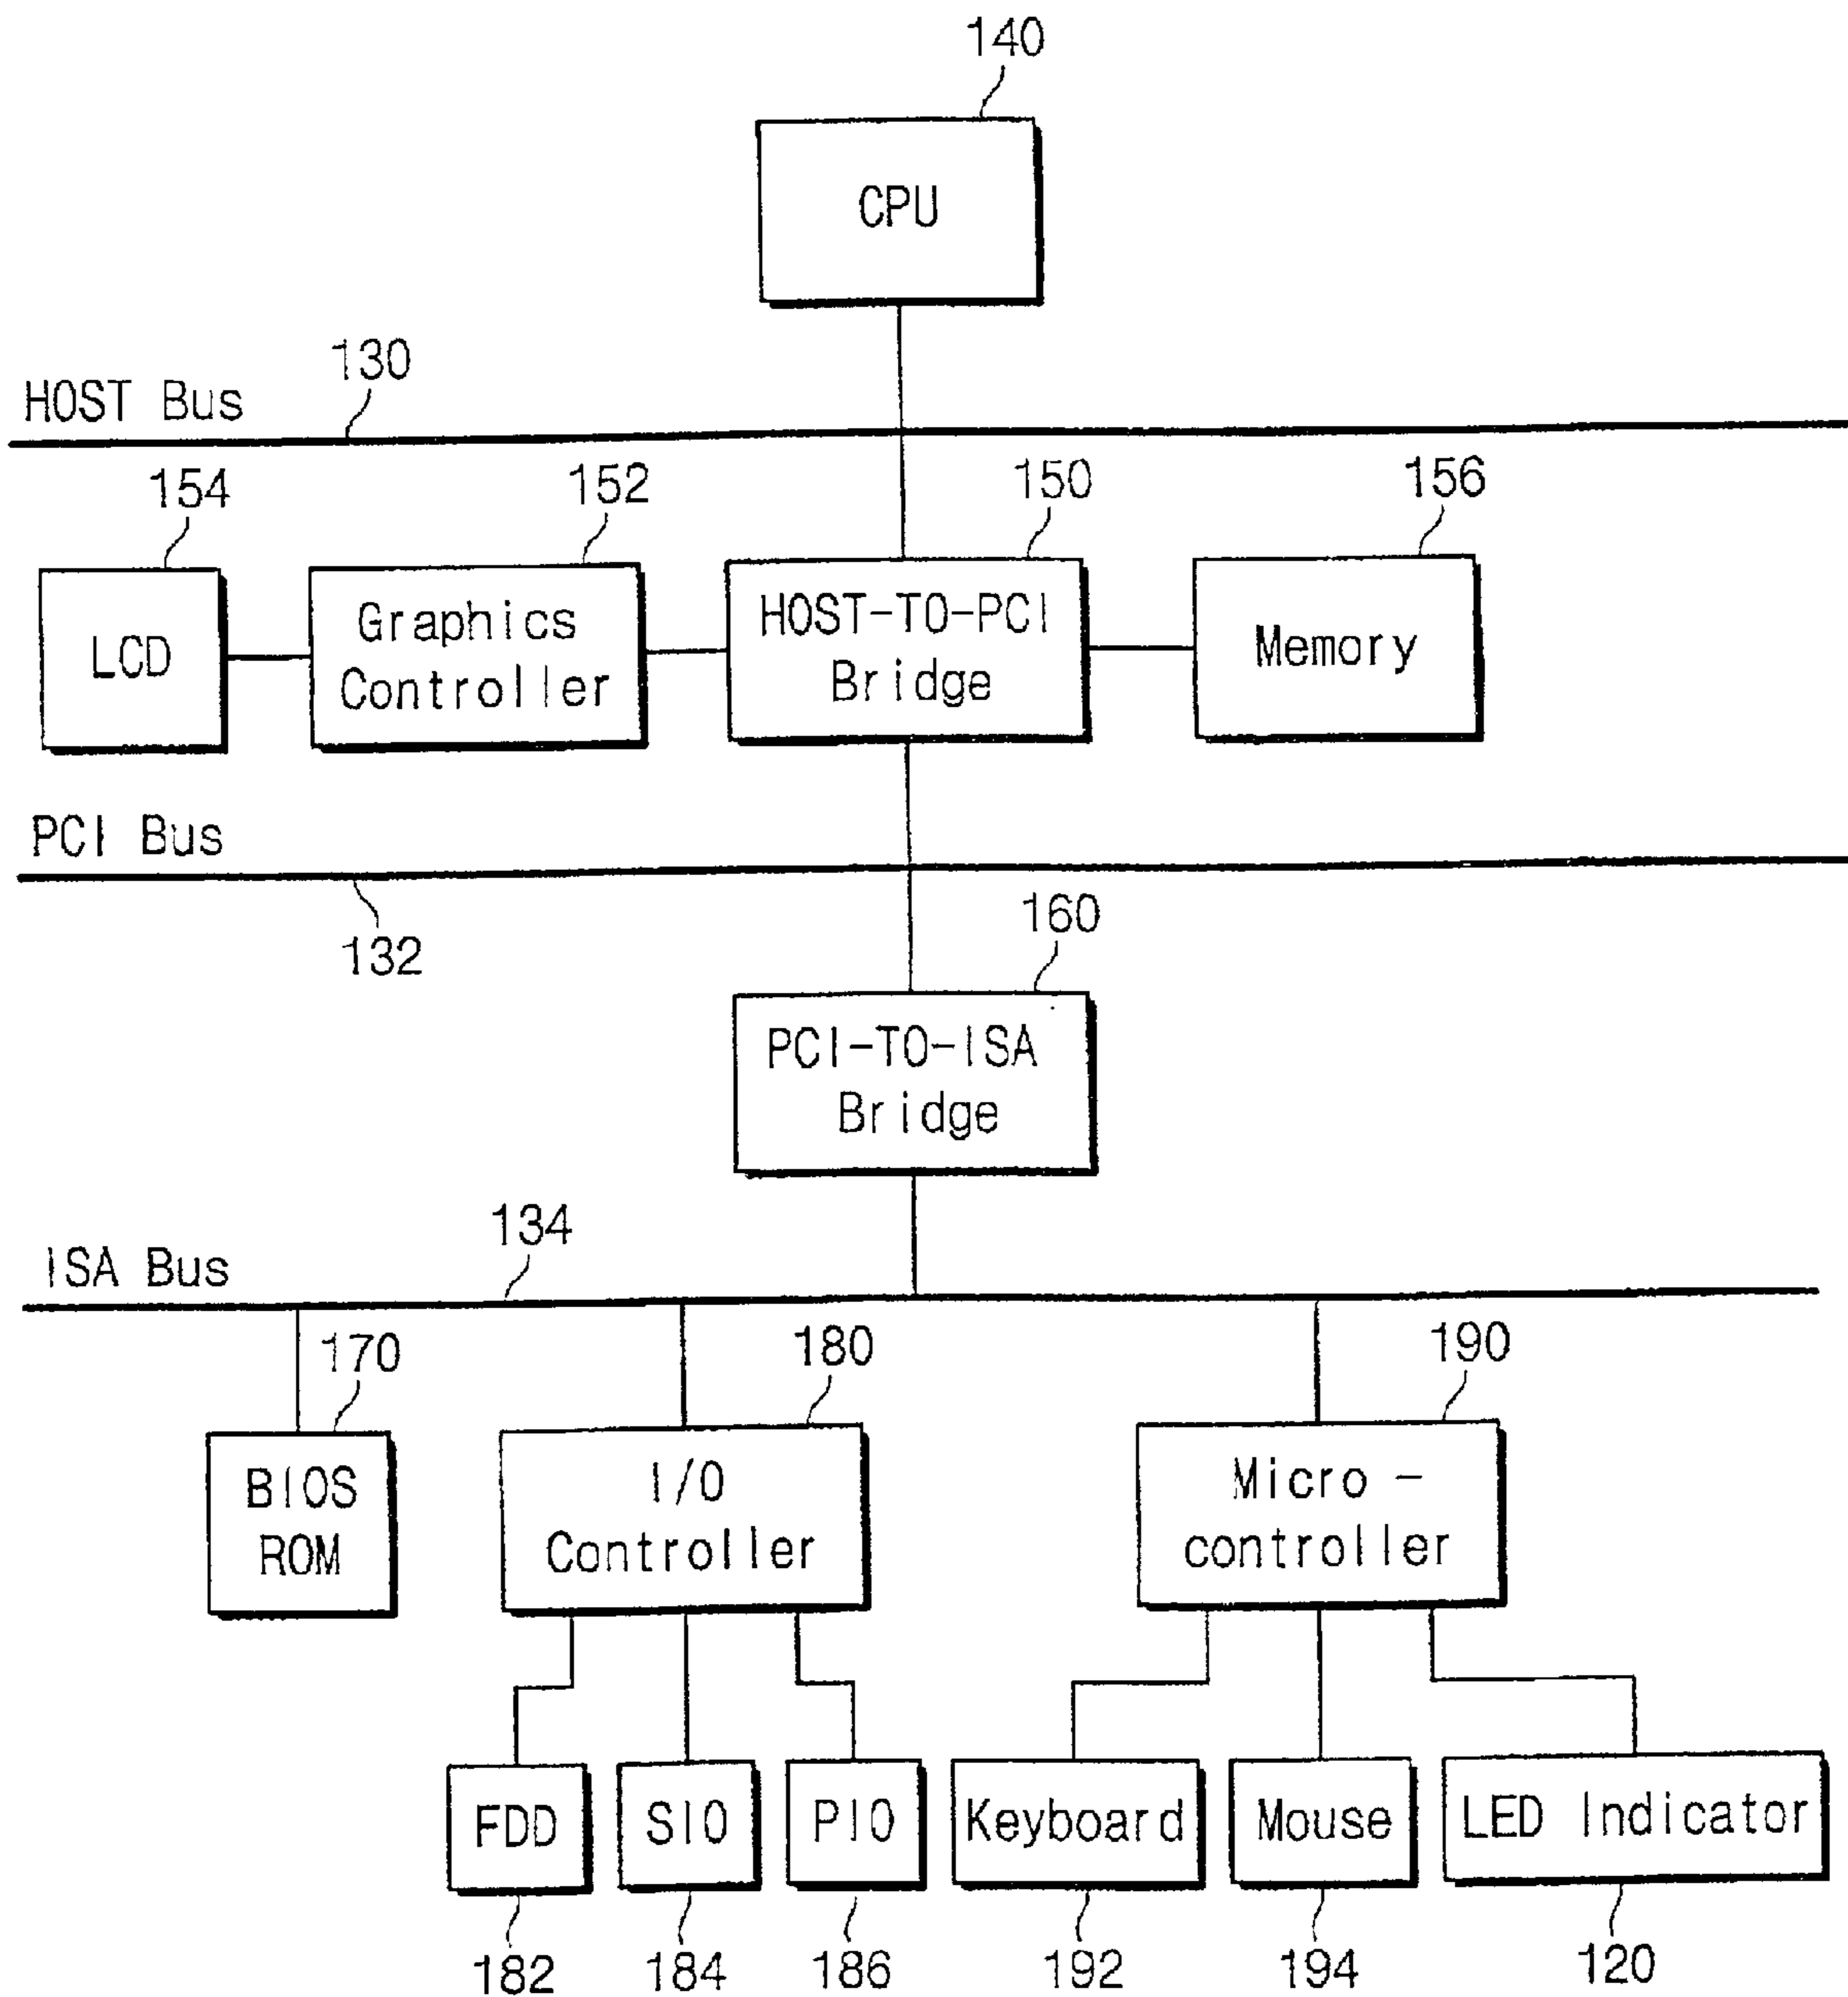 140
CPU
130
HOST Bus
154
152
150
156
LCD
Graphics
Controller
HOST-TO-PCI
Bridge
Memory
PCI Bus
132
160
PCI-TO-ISA
Bridge
134
ISA Bus
170
180
190
BIOS
ROM
I/O
Controller
Micro -
controller
FDD
SIO
PIO
Keyboard
Mouse
LED Indicator
182
184
186
192
194
120